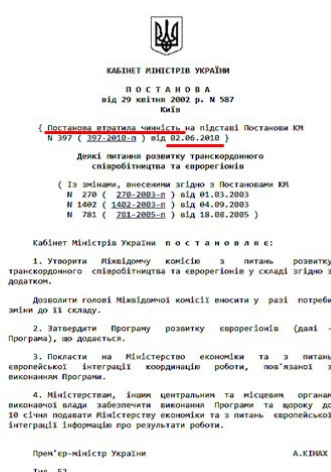 КАБІНЕТ МІНІСТРІВ УКРАЇНИ
П О С Т А Н О В А
від 29 квітня 2002 р. N 587
Київ
{ Постанова втратила чинність на підставі Постанови КМ
N 397 ( 397-2010-п ) від 02.06.2010 }
Деякі питання розвитку транскордонного
співробітництва та єврорегіонів
( Із змінами, внесеними згідно з Постановами КМ
N 270 ( 270-2003-п ) від 01.03.2003
N 1402 ( 1402-2003-п ) від 04.09.2003
N 781 ( 781-2005-п ) від 18.08.2005 )
Кабінет Міністрів України п о с т а н о в л я є:
1. Утворити Міжвідомчу комісію з питань розвитку
транскордонного співробітництва та єврорегіонів у складі згідно з
додатком.
Дозволити голові Міжвідомчої комісії вносити у разі потреби
зміни до її складу.
2. Затвердити Програму розвитку єврорегіонів (далі -
Програма), що додається.
3. Покласти на Міністерство економіки та з питань
європейської інтеграції координацію роботи, пов'язаної з
виконанням Програми.
4. Міністерствам, іншим центральним та місцевим органам
виконавчої влади забезпечити виконання Програми та щороку до
10 січня подавати Міністерству економіки та з питань європейської
інтеграції інформацію про результати роботи.
Прем'єр-міністр України А.КІНАХ
Інд. 52